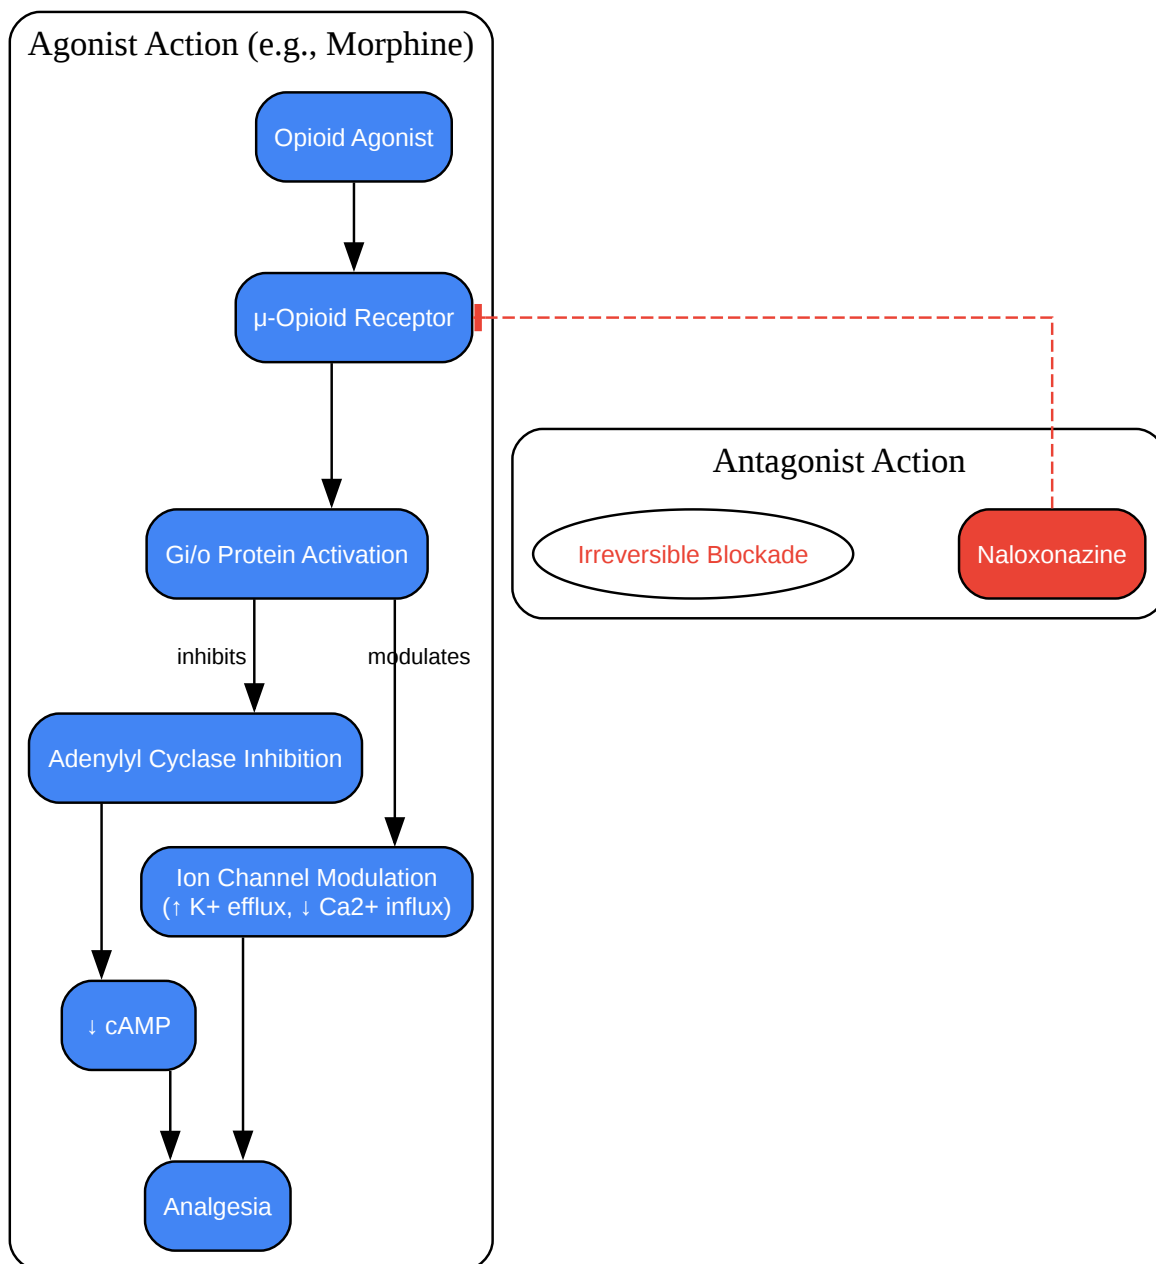 Agonist Action (e.g., Morphine)
Opioid Agonist
μ-Opioid Receptor
Antagonist Action
Gi/o Protein Activation
Irreversible Blockade
Naloxonazine
inhibits
modulates
Adenylyl Cyclase Inhibition
Ion Channel Modulation
(↑ K+ efflux, ↓ Ca2+ influx)
↓ cAMP
Analgesia